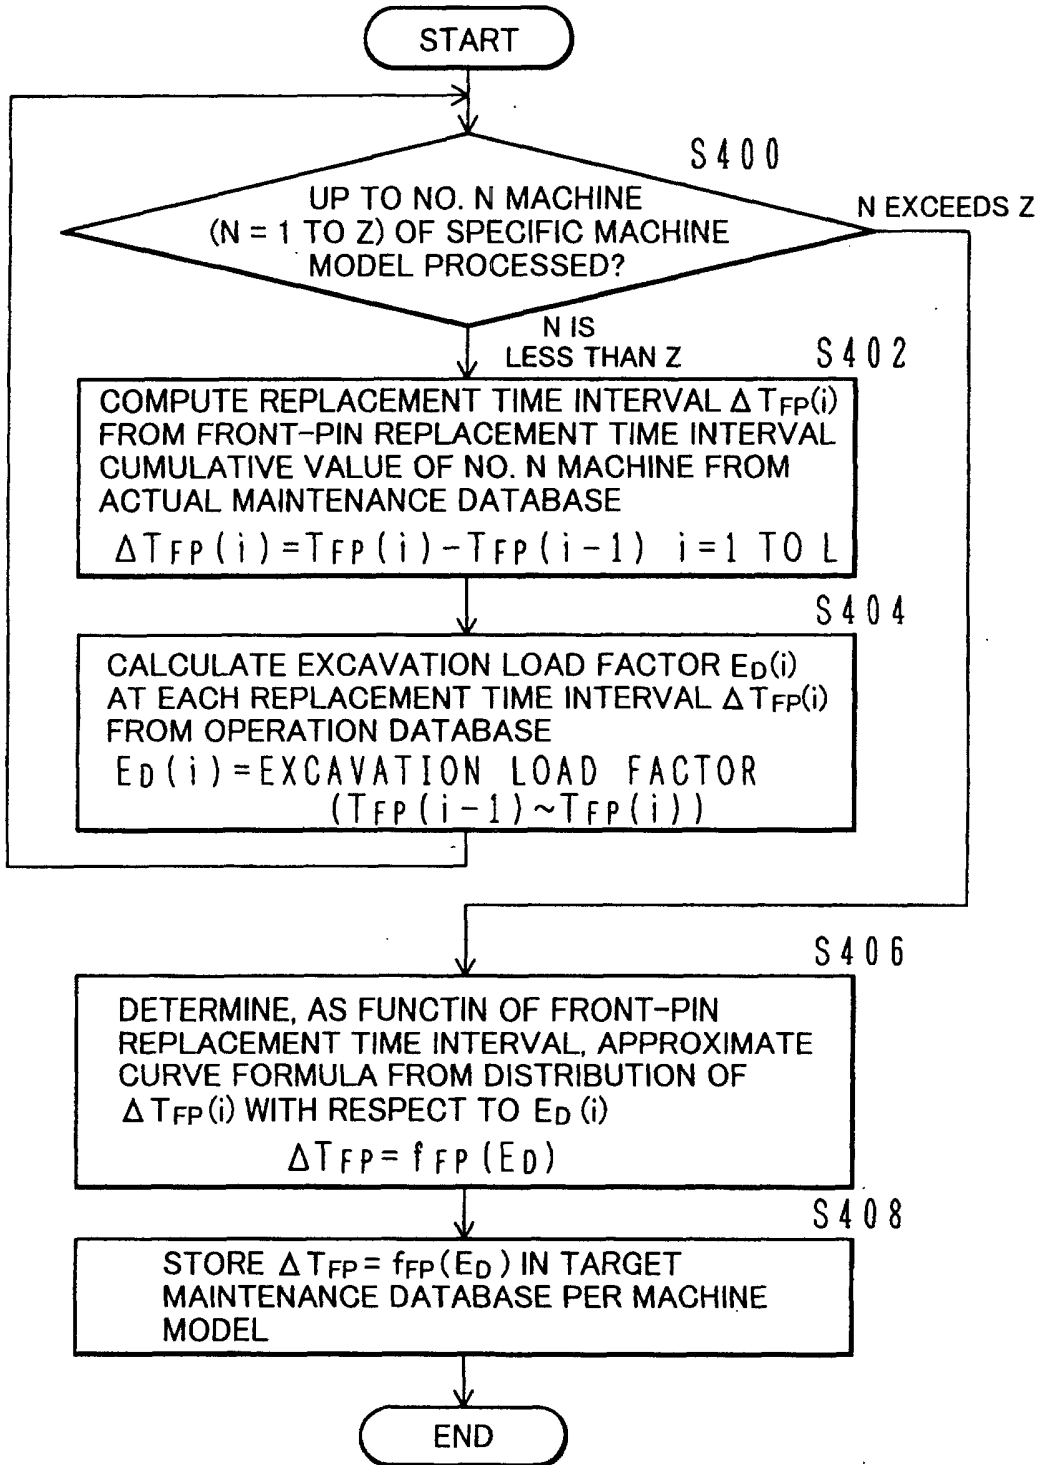 START
S400
UP TO NO. N MACHINE
(N = 1 TO Z) OF SPECIFIC MACHINE
MODEL PROCESSED?
N EXCEEDS Z
N IS
LESS THAN Z
S402
COMPUTE REPLACEMENT TIME INTERVAL ΔTFP(i)
FROM FRONT-PIN REPLACEMENT TIME INTERVAL
CUMULATIVE VALUE OF NO. N MACHINE FROM
ACTUAL MAINTENANCE DATABASE
ΔTFP(i)=TFP(i)-TFP(i-1) i=1 TO L
S404
CALCULATE EXCAVATION LOAD FACTOR ED(i)
AT EACH REPLACEMENT TIME INTERVAL ΔTFP(i)
FROM OPERATION DATABASE
ED(i)=EXCAVATION LOAD FACTOR
(TFP(i-1)~TFP(i))
S406
DETERMINE, AS FUNCTIN OF FRONT-PIN
REPLACEMENT TIME INTERVAL, APPROXIMATE
CURVE FORMULA FROM DISTRIBUTION OF
ΔTFP(i) WITH RESPECT TO ED(i)
ΔTFP=fFP(ED)
S408
STORE ΔTFP=fFP(ED) IN TARGET
MAINTENANCE DATABASE PER MACHINE
MODEL
END